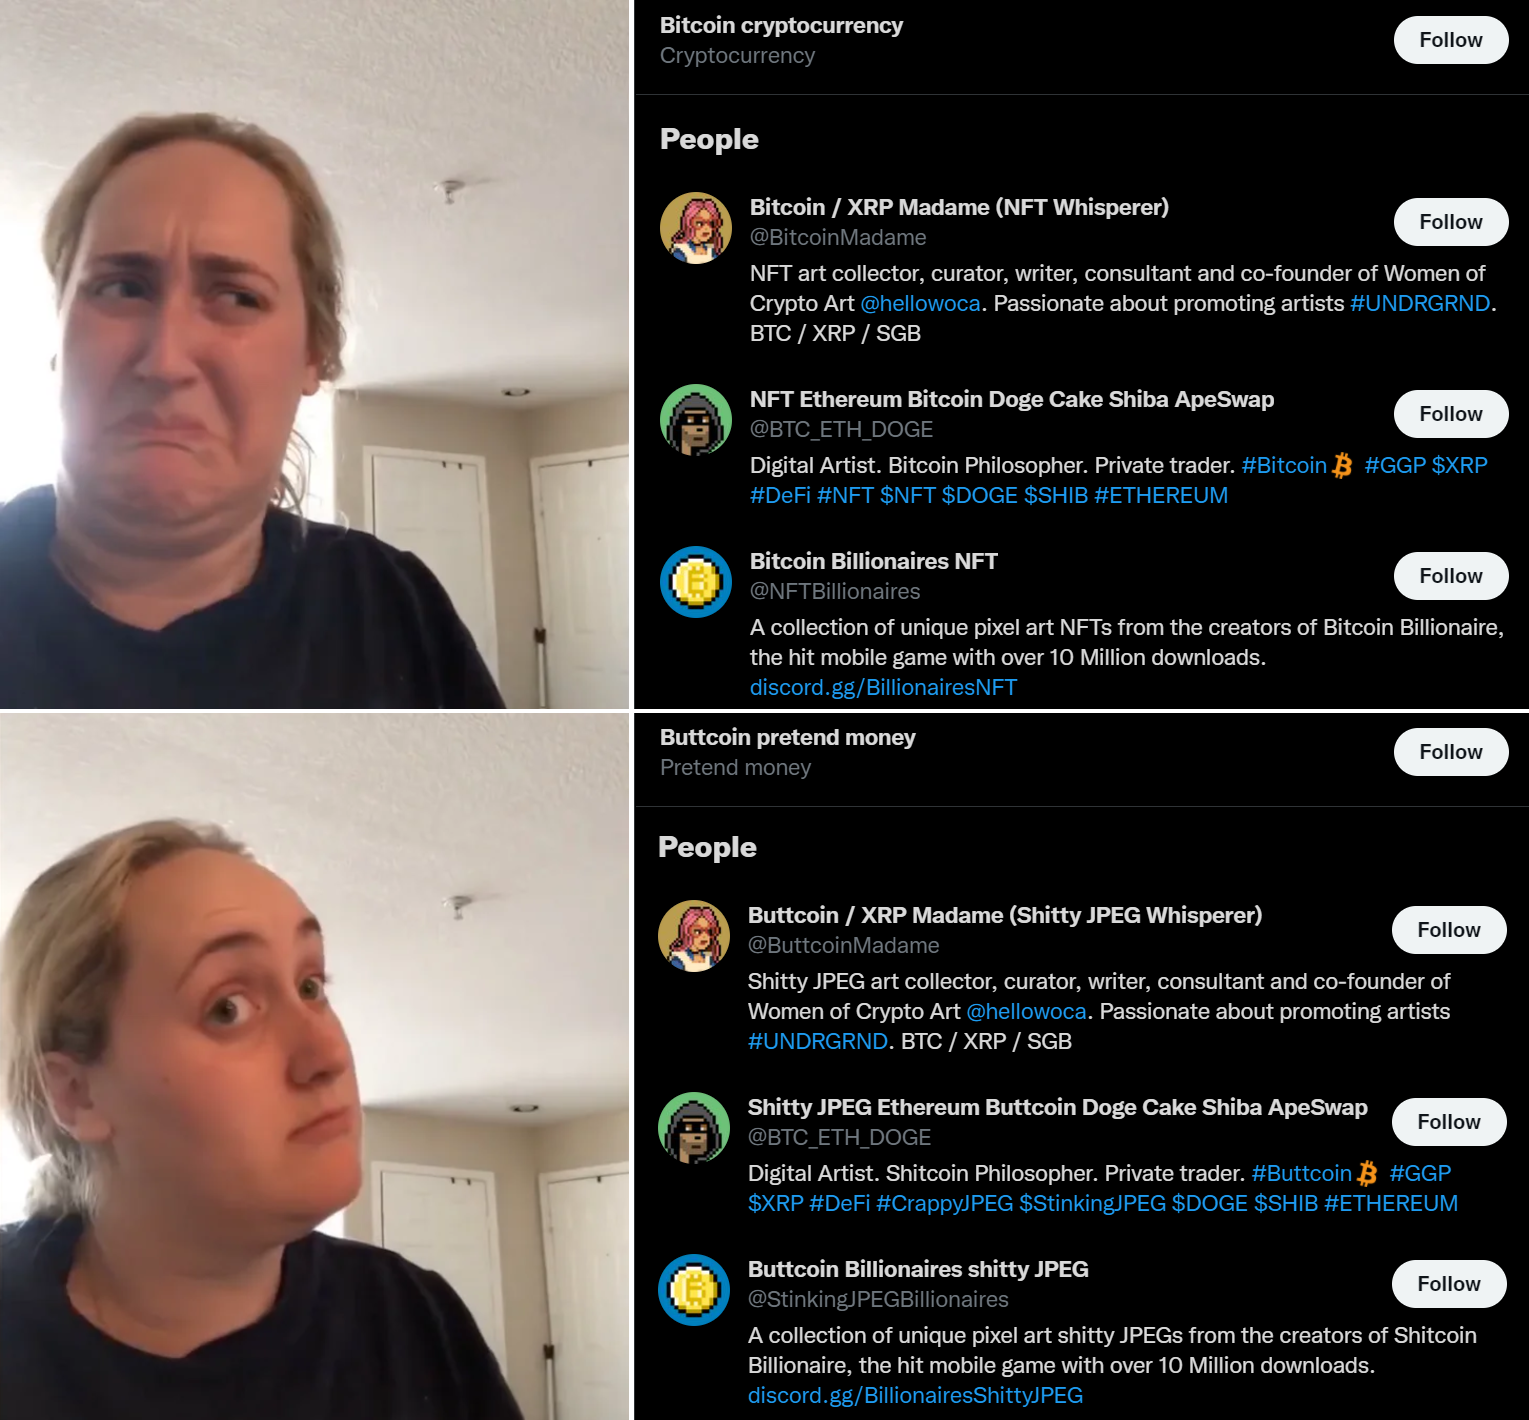 Bitcoin cryptocurrency
Cryptocurrency
Follow
People
Bitcoin / XRP Madame (NFT Whisperer)
@BitcoinMadame
Follow
NFT art collector, curator, writer, consultant and co-founder of Women of
Crypto Art @hellowoca. Passionate about promoting artists #UNDRGRND.
BTC / XRP / SGB
NFT Ethereum Bitcoin Doge Cake Shiba ApeSwap
@BTC_ETH_DOGE
Follow
Digital Artist. Bitcoin Philosopher. Private trader. #Bitcoin #GGP $XRP
#DeFi #NFT $NFT $DOGE $SHIB #ETHEREUM
Bitcoin Billionaires NFT
@NFTBillionaires
Follow
A collection of unique pixel art NFTs from the creators of Bitcoin Billionaire,
the hit mobile game with over 10 Million downloads.
discord.gg/BillionairesNFT
Buttcoin pretend money
Pretend money
Follow
People
Buttcoin / XRP Madame (Shitty JPEG Whisperer)
@ButtcoinMadame
Follow
Shitty JPEG art collector, curator, writer, consultant and co-founder of
Women of Crypto Art @hellowoca. Passionate about promoting artists
#UNDRGRND. BTC / XRP / SGB
Shitty JPEG Ethereum Buttcoin Doge Cake Shiba ApeSwap
@BTC_ETH_DOGE
Follow
Digital Artist. Shitcoin Philosopher. Private trader. #Buttcoin #GGP
$XRP #DeFi #CrappyJPEG $StinkingJPEG $DOGE $SHIB #ETHEREUM
Buttcoin Billionaires shitty JPEG
@StinkingJPEGBillionaires
Follow
A collection of unique pixel art shitty JPEGs from the creators of Shitcoin
Billionaire, the hit mobile game with over 10 Million downloads.
discord.gg/BillionairesShittyJPEG